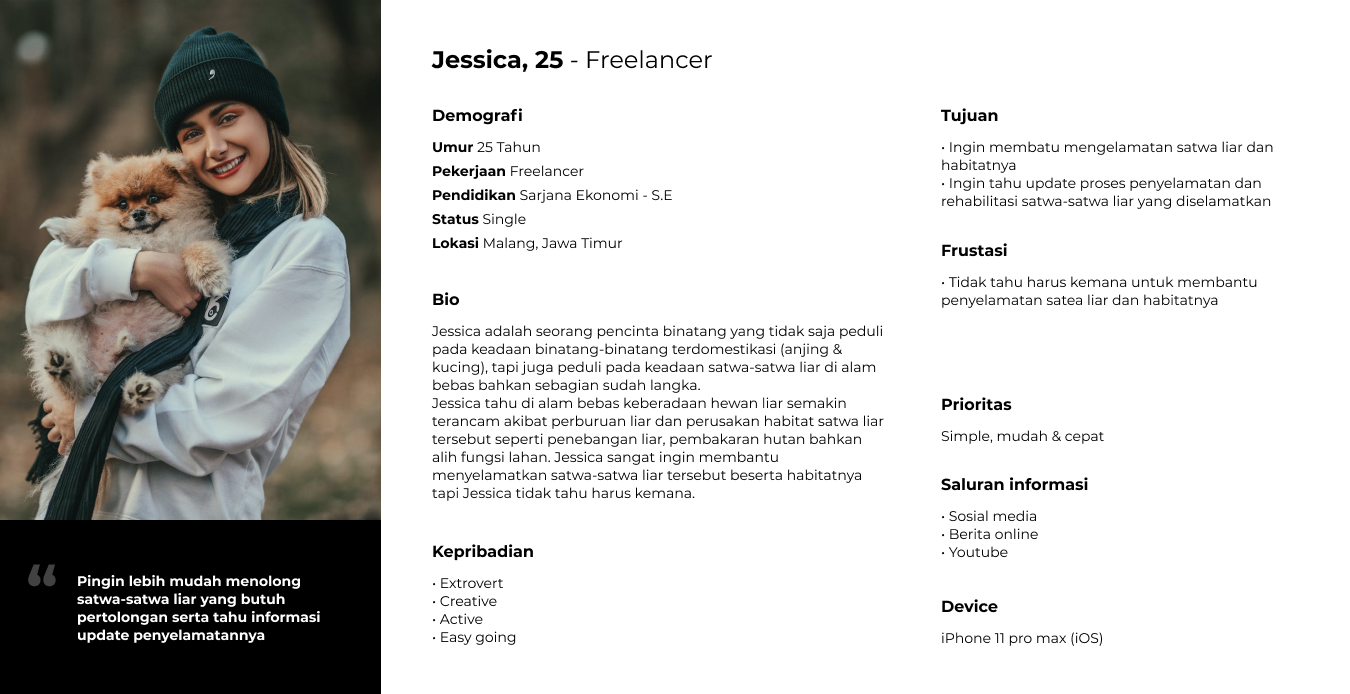 Jessica, 25 - Freelancer
Demografi
Umur 25 Tahun
Pekerjaan Freelancer
Pendidikan Sarjana Ekonomi - S.E
Status Single
Lokasi Malang, Jawa Timur
Bio
Jessica adalah seorang pencinta binatang yang tidak saja peduli
pada keadaan binatang-binatang terdomestikasi (anjing &
kucing), tapi juga peduli pada keadaan satwa-satwa liar di alam
bebas bahkan sebagian sudah langka.
Jessica tahu di alam bebas keberadaan hewan liar semakin
terancam akibat perburuan liar dan perusakan habitat satwa liar
tersebut seperti penebangan liar, pembakaran hutan bahkan
alih fungsi lahan. Jessica sangat ingin membantu
menyelamatkan satwa-satwa liar tersebut beserta habitatnya
tapi Jessica tidak tahu harus kemana.
Kepribadian
• Extrovert
• Creative
• Active
• Easy going
Tujuan
• Ingin membatu mengelamatan satwa liar dan
habitatnya
• Ingin tahu update proses penyelamatan dan
rehabilitasi satwa-satwa liar yang diselamatkan
Frustasi
• Tidak tahu harus kemana untuk membantu
penyelamatan satea liar dan habitatnya
Prioritas
Simple, mudah & cepat
Saluran informasi
• Sosial media
• Berita online
• Youtube
Device
iPhone 11 pro max (iOS)
“
Pingin lebih mudah menolong
satwa-satwa liar yang butuh
pertolongan serta tahu informasi
update penyelamatannya